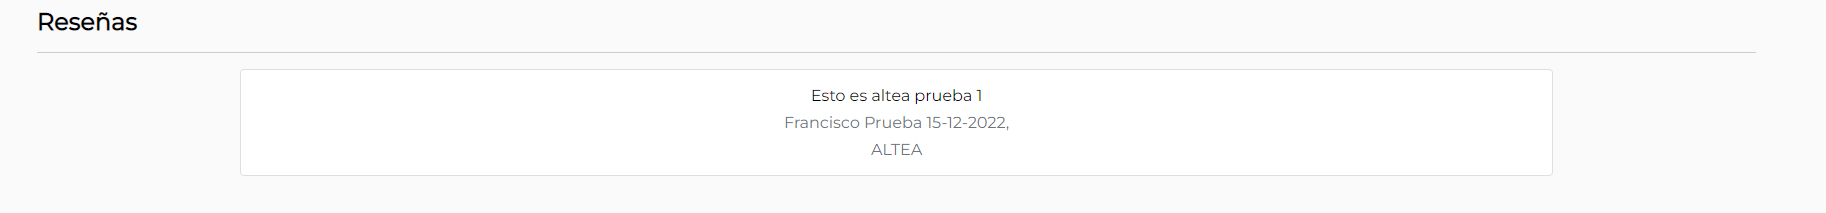 Reseñas
Esto es altea prueba 1
Francisco Prueba 15-12-2022,
ALTEA